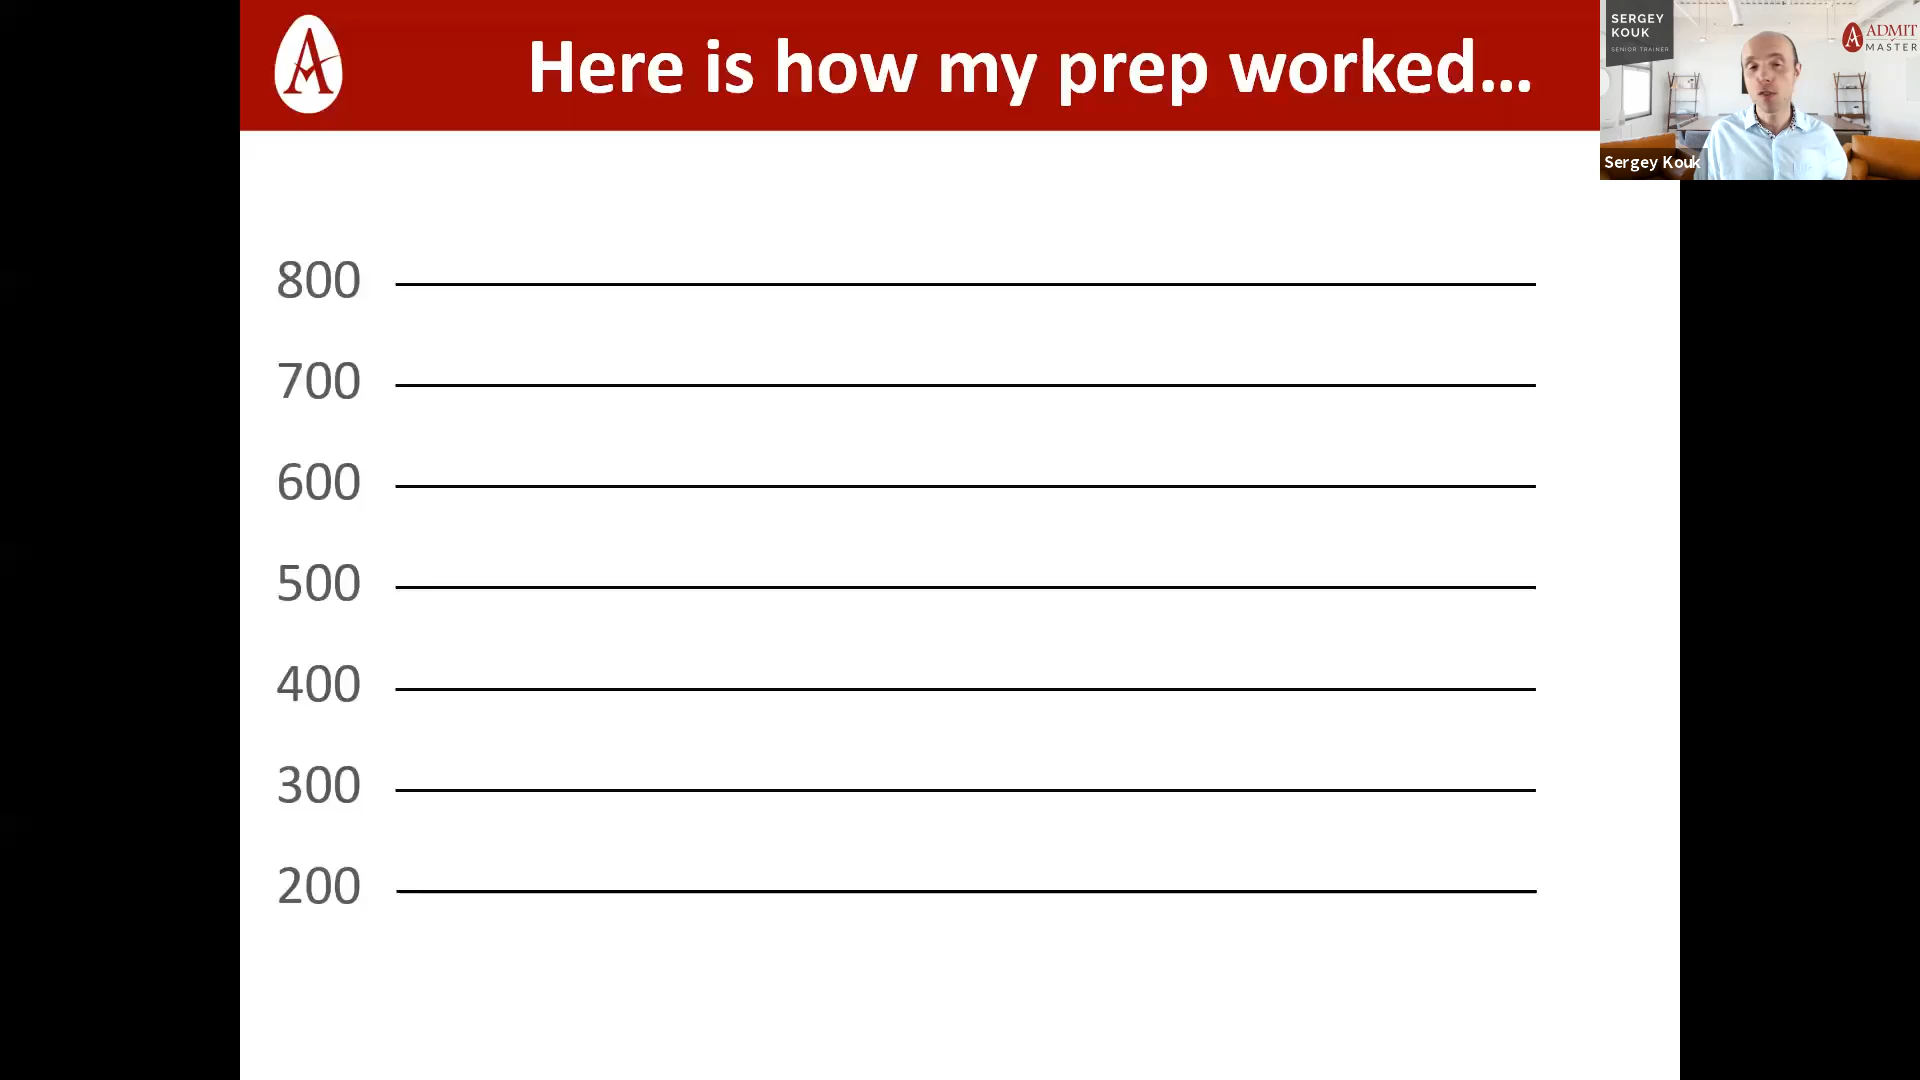 Here is how my prep worked...
SERGEY
KOUK
SENIOR TRAINER
ADMIT
MASTER
Sergey Kouk
800
700
600
500
400
300
200